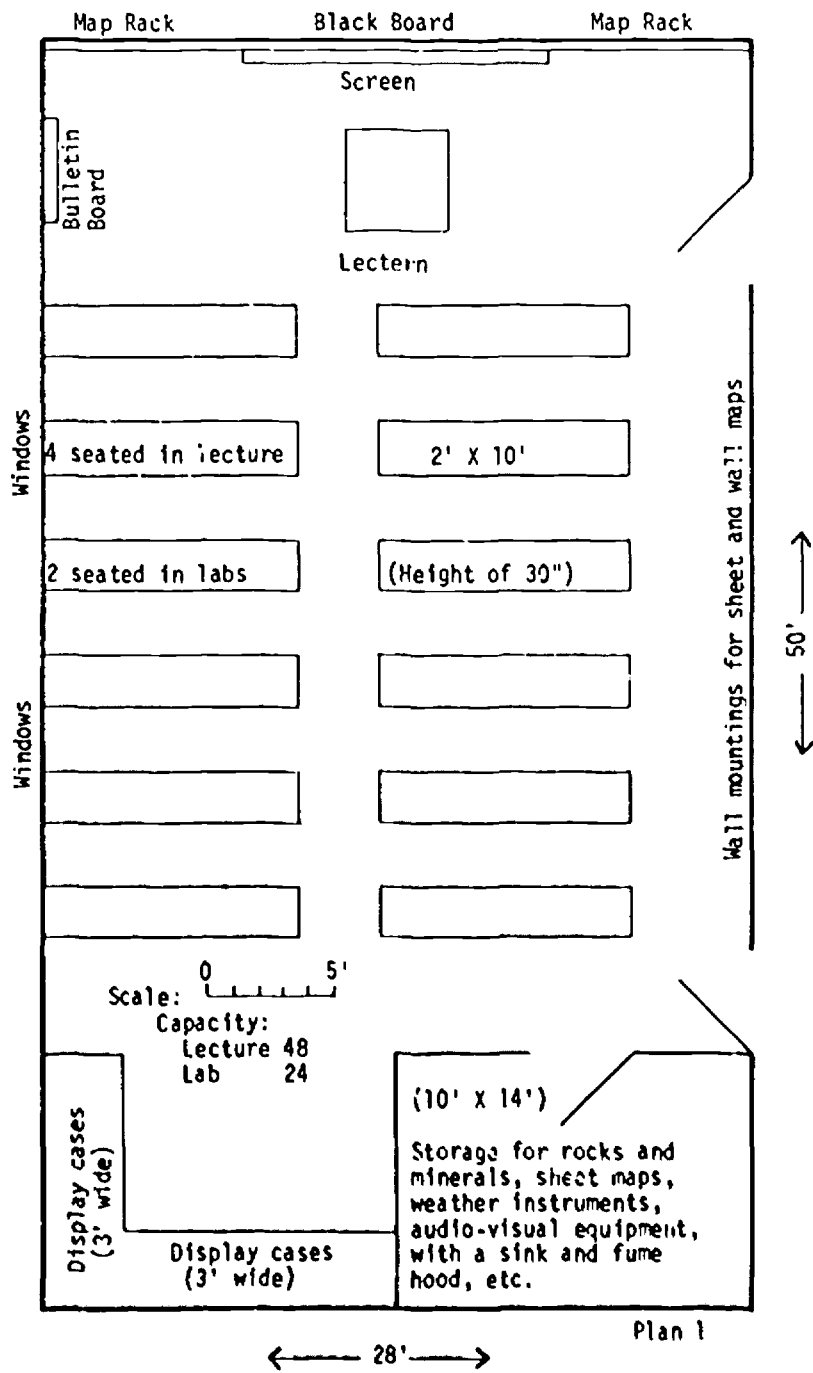 Map Rack
Black Board
Map Rack
Screen
Bulletin
Board
Lectern
Windows
4 seated in lecture
2' X 10'
2 seated in labs
(Height of 30")
Wall mountings for sheet and wall maps
50'
Windows
0 5'
Scale:
Capacity:
Lecture 48
Lab 24
Display cases
(3' wide)
Display cases
(3' wide)
(10' X 14')
Storage for rocks and
minerals, sheet maps,
weather instruments,
audio-visual equipment,
with a sink and fume
hood, etc.
Plan 1
28'